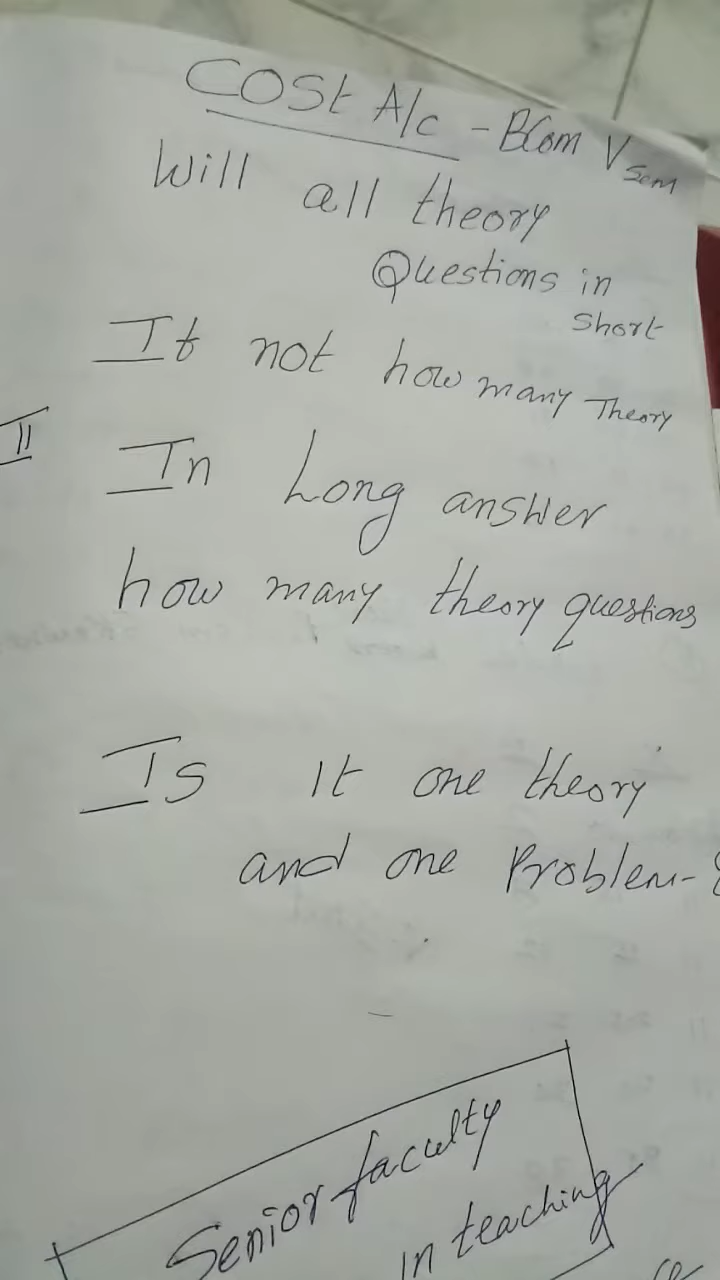 Cost A/c - BCom V Sem
Will all theory
Questions in
Short
If not how many Theory
II In Long answer
how many theory questions
Is it one theory
and one Problem-
Senior faculty
in teaching